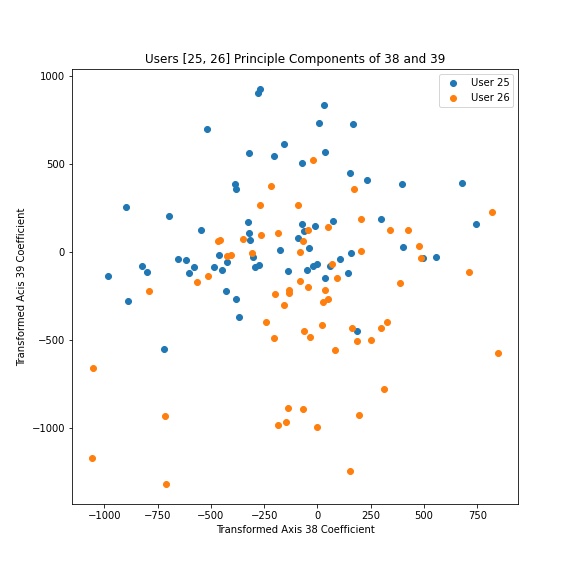 Users [25, 26] Principle Components of 38 and 39
User 25
User 26
1000
500
0
−500
−1000
Transformed Acis 39 Coefficient
−1000
−750
−500
−250
0
250
500
750
Transformed Axis 38 Coefficient